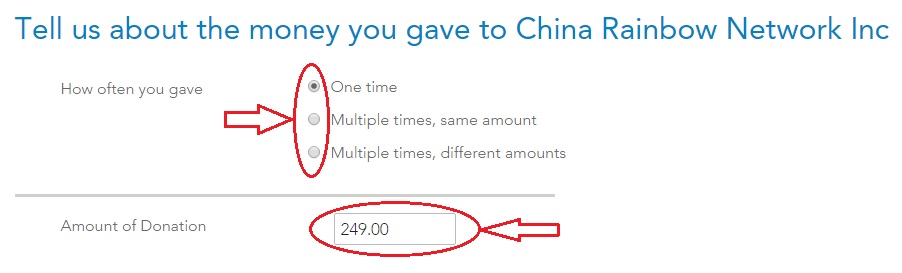 Tell us about the money you gave to China Rainbow Network Inc
How often you gave
One time
Multiple times, same amount
Multiple times, different amounts
Amount of Donation
249.00